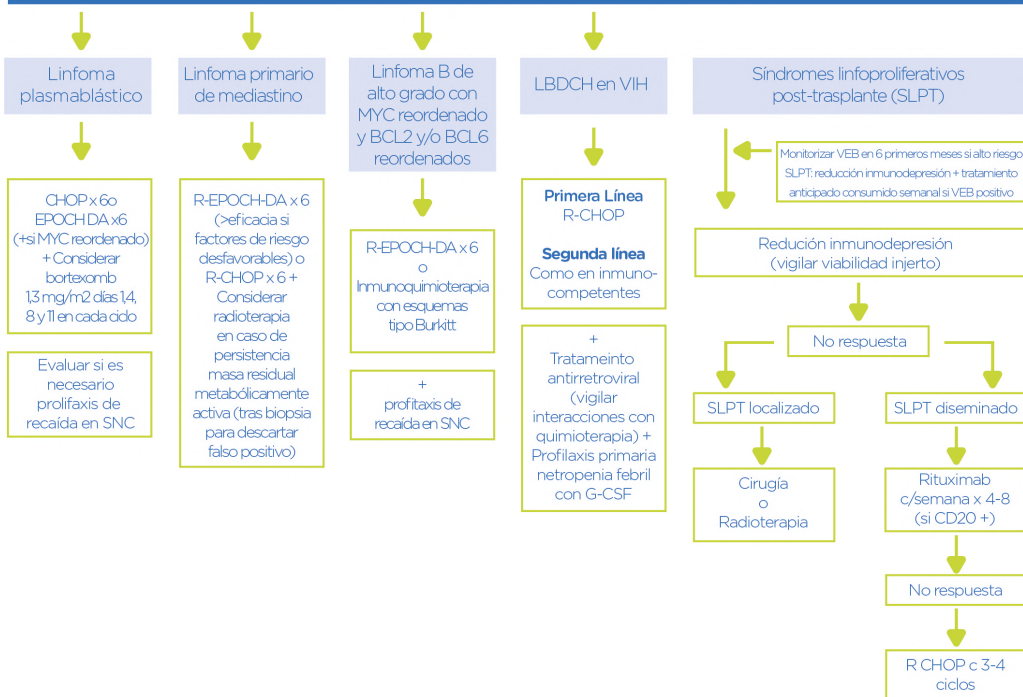 Linfoma
plasmablástico
CHOP x 6o
EPOCH DA x6
(+si MYC reordenado)
+ Considerar
bortexomb
1,3 mg/m2 días 1,4,
8 y 11 en cada ciclo
Evaluar si es
necesario
prolifaxis de
recaída en SNC
Linfoma primario
de mediastino
R-EPOCH-DA x 6
(>eficacia si
factores de riesgo
desfavorables) o
R-CHOP x 6 +
Considerar
radioterapia
en caso de
persistencia
masa residual
metabólicamente
activa (tras biopsia
para descartar
falso positivo)
Linfoma B de
alto grado con
MYC reordenado
y BCL2 y/o BCL6
reordenados
R-EPOCH-DA x 6
o
Inmunoquimioterapia
con esquemas
tipo Burkitt
+
profitaxis de
recaída en SNC
LBDCH en VIH
Primera Línea
R-CHOP
Segunda línea
Como en inmuno-
competentes
+
Tratameinto
antirretroviral
(vigilar
interacciones con
quimioterapia) +
Profilaxis primaria
netropenia febril
con G-CSF
Síndromes linfoproliferativos
post-trasplante (SLPT)
Monitorizar VEB en 6 primeros meses si alto riesgo
SLPT: reducción inmunodepresión + tratamiento
anticipado consumido semanal si VEB positivo
Redución inmunodepresión
(vigilar viabilidad injerto)
No respuesta
SLPT localizado
Cirugía
o
Radioterapia
SLPT diseminado
Rituximab
c/semana x 4-8
(si CD20 +)
No respuesta
R CHOP c 3-4
ciclos